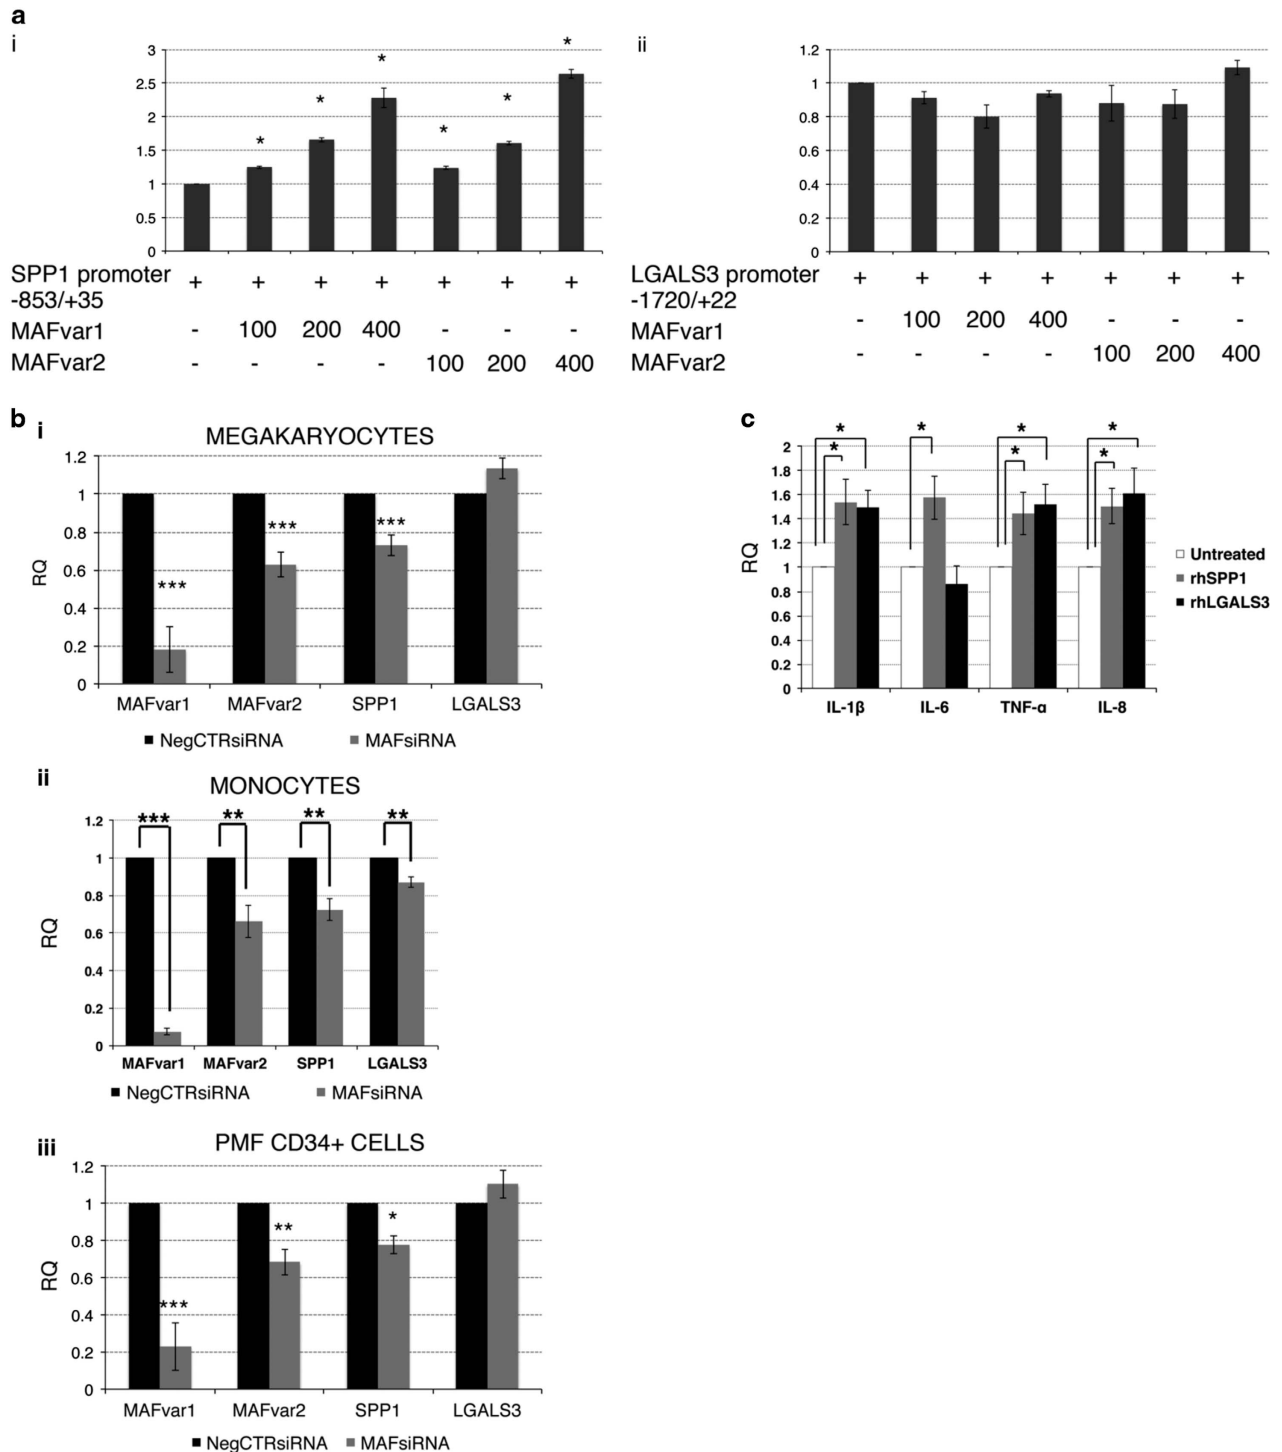 a
i
3
2.5
2
1.5
1
0.5
0
* * * * * *
SPP1 promoter + + + + + + +
-853/+35
MAFvar1 - 100 200 400 - - -
MAFvar2 - - - - 100 200 400
ii
1.2
1
0.8
0.6
0.4
0.2
0
LGALS3 promoter + + + + + + +
-1720/+22
MAFvar1 - 100 200 400 - - -
MAFvar2 - - - - 100 200 400
b
i
MEGAKARYOCYTES
1.2
1
0.8
0.6
0.4
0.2
0
RQ
*** *** ***
MAFvar1 MAFvar2 SPP1 LGALS3
NegCTRsiRNA MAFsiRNA
ii
MONOCYTES
*** ** ** **
1.2
1
0.8
0.6
0.4
0.2
0
RQ
MAFvar1 MAFvar2 SPP1 LGALS3
NegCTRsiRNA MAFsiRNA
iii
PMF CD34+ CELLS
1.2
1
0.8
0.6
0.4
0.2
0
RQ
*** ** *
MAFvar1 MAFvar2 SPP1 LGALS3
NegCTRsiRNA MAFsiRNA
c
* * * *
* * *
2
1.8
1.6
1.4
1.2
1
0.8
0.6
0.4
0.2
0
RQ
IL-1β IL-6 TNF-α IL-8
Untreated
rhSPP1
rhLGALS3